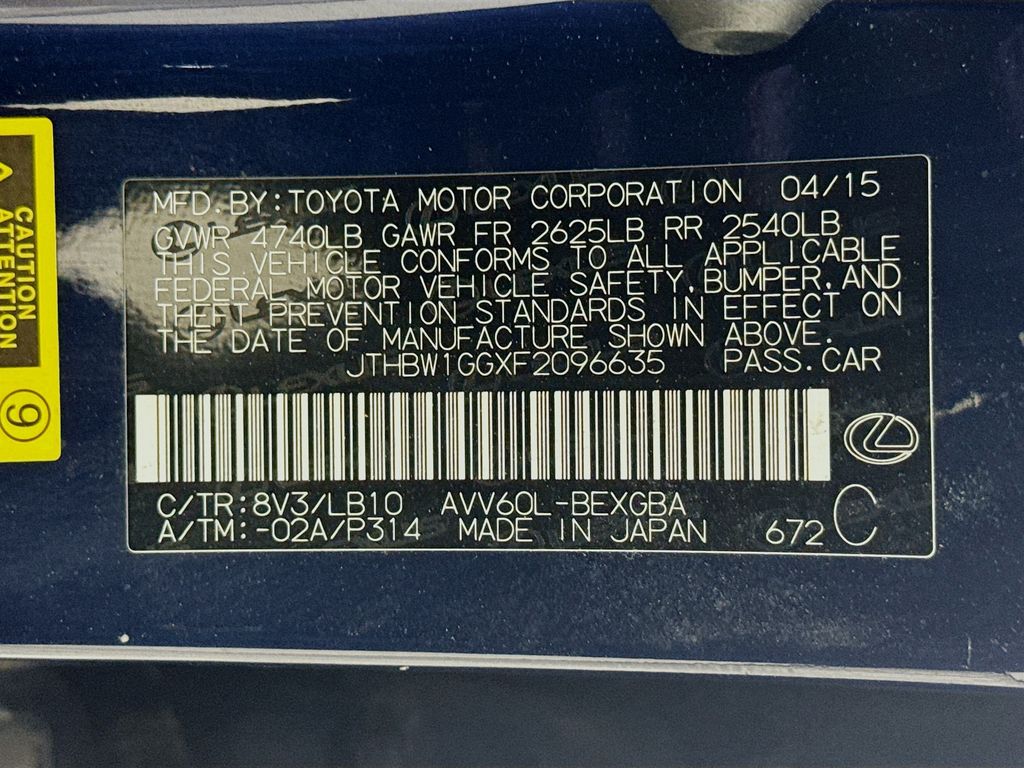 MFD. BY: TOYOTA MOTOR CORPORATION 04/15
GVWR 4740LB GAWR FR 2625LB RR 2540LB
THIS VEHICLE CONFORMS TO ALL APPLICABLE
FEDERAL MOTOR VEHICLE SAFETY, BUMPER, AND
THEFT PREVENTION STANDARDS IN EFFECT ON
THE DATE OF MANUFACTURE SHOWN ABOVE.
JTHBW1GGXF2096635 PASS. CAR
C/TR: 8V3/LB10 AVV60L-BEXGBA
A/TM: -02A/P314 MADE IN JAPAN 672 C
CAUTION
ATTENTION
9